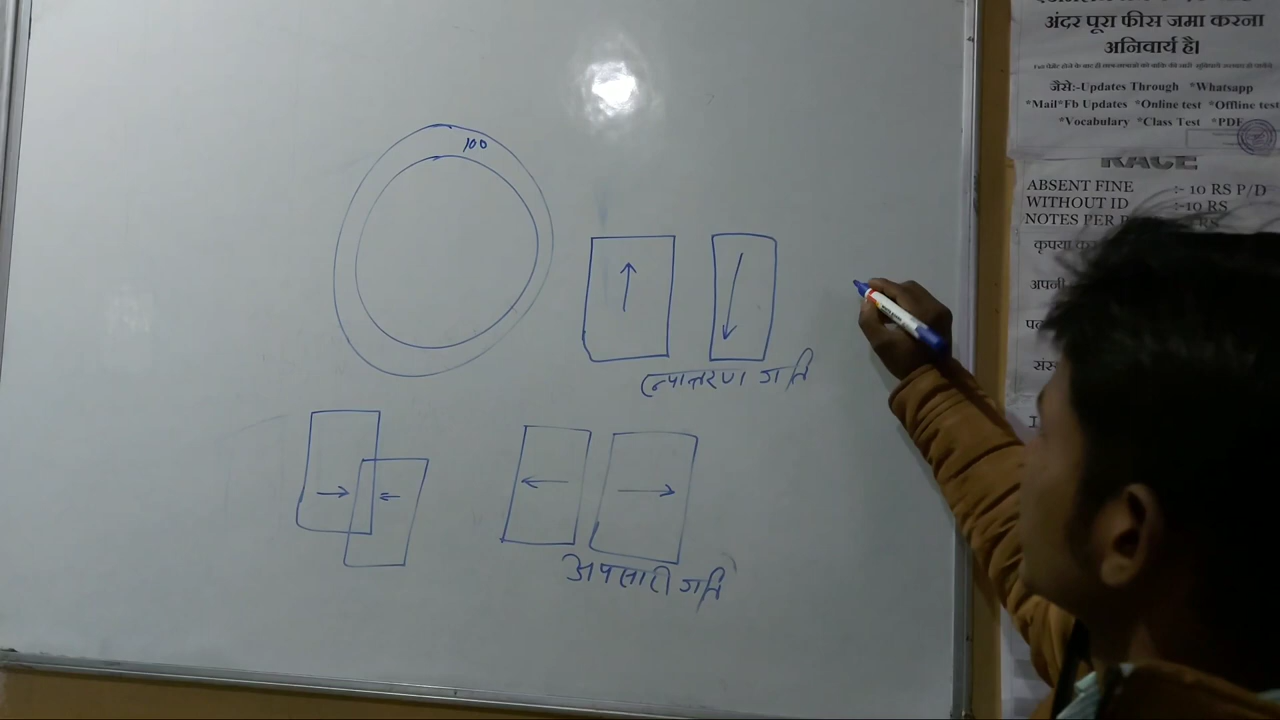 अंदर पूरा फीस जमा करना
अनिवार्य है।
जैसे:-Updates Through *Whatsapp
*Mail*Fb Updates *Online test *Offline test
*Vocabulary *Class Test *PDF
RACE
ABSENT FINE :- 10 RS P/D
WITHOUT ID :-10 RS
NOTES PER RS
कृपया
अपनी
100
गति
अपसारी गति